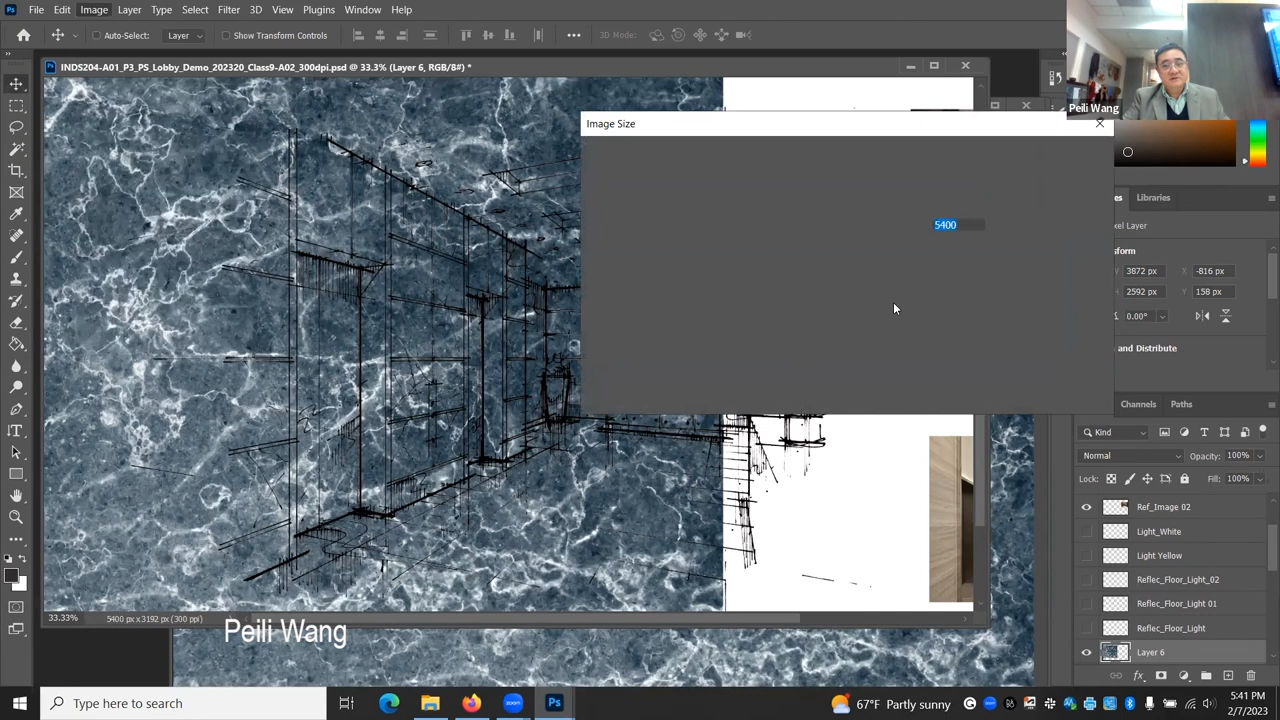 Ps File Edit Image Layer Type Select Filter 3D View Plugins Window Help
Auto-Select: Layer Show Transform Controls 3D Mode:
INDS204-A01_P3_PS_Lobby_Demo_202320_Class9-A02_300dpi.psd @ 33.3% (Layer 6, RGB/8#) *
Peili Wang
Image Size
5400
Libraries
3872 px X -816 px
2592 px Y 158 px
0.00°
and Distribute
Channels Paths
Kind
Normal Opacity: 100%
Lock: Fill: 100%
Ref_Image 02
Light_White
Light Yellow
Reflec_Floor_Light_02
Reflec_Floor_Light 01
Reflec_Floor_Light
Layer 6
fx
33.33% 5400 px x 3192 px (300 ppi)
Peili Wang
Type here to search
zoom Ps
67°F Partly sunny
5:41 PM
2/7/2023